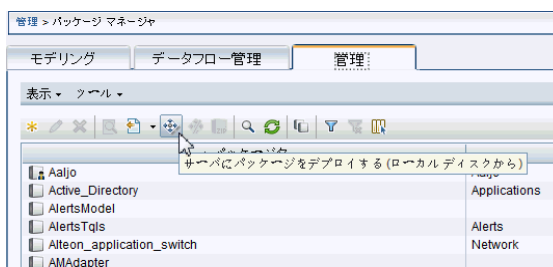 管理 > パッケージ マネージャ
モデリング データフロー管理 管理
表示 ツール
サーバにパッケージをデプロイする(ローカル ディスクから)
Aaljo
Active_Directory Applications
AlertsModel
AlertsTqls Alerts
Alteon_application_switch Network
AMAdapter